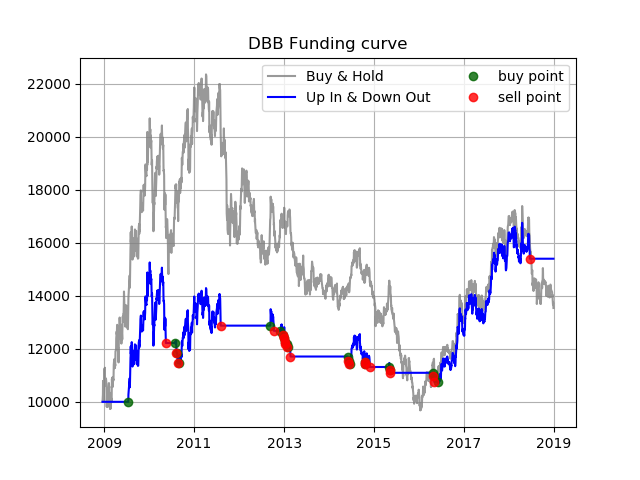 DBB Funding curve
Buy & Hold
Up In & Down Out
buy point
sell point
22000
20000
18000
16000
14000
12000
10000
2009 2011 2013 2015 2017 2019